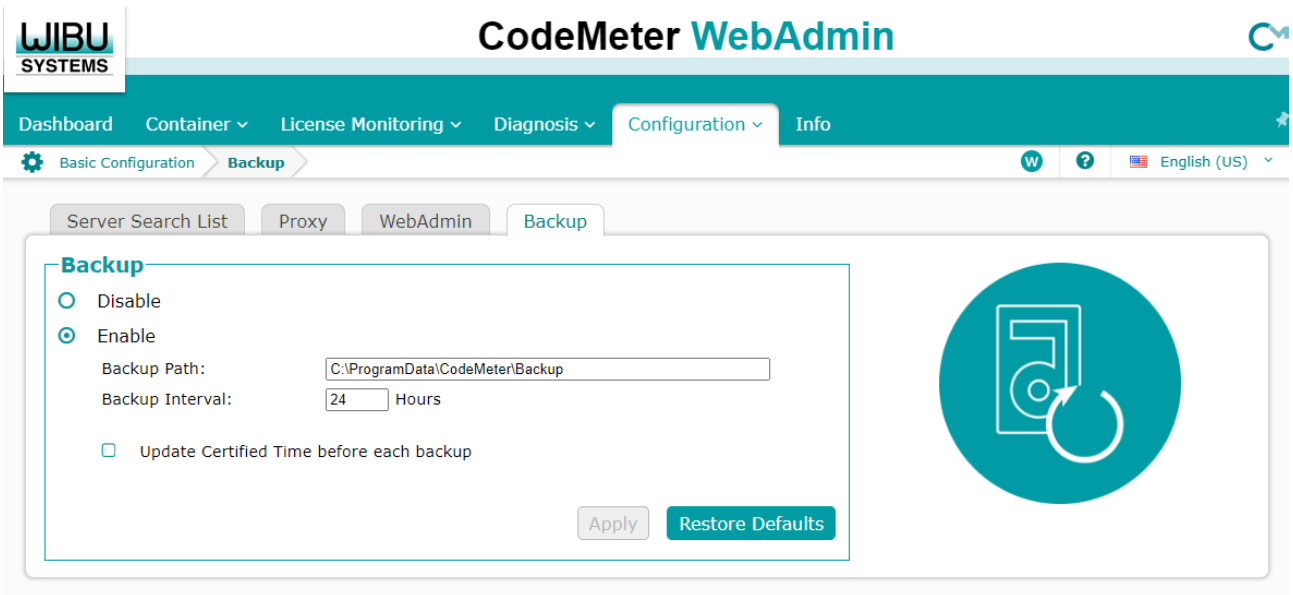 WIBU
SYSTEMS
CodeMeter WebAdmin
Dashboard Container License Monitoring Diagnosis Configuration Info
Basic Configuration Backup W ? English (US)
Server Search List Proxy WebAdmin Backup
Backup
Disable
Enable
Backup Path: C:\ProgramData\CodeMeter\Backup
Backup Interval: 24 Hours
Update Certified Time before each backup
Apply Restore Defaults